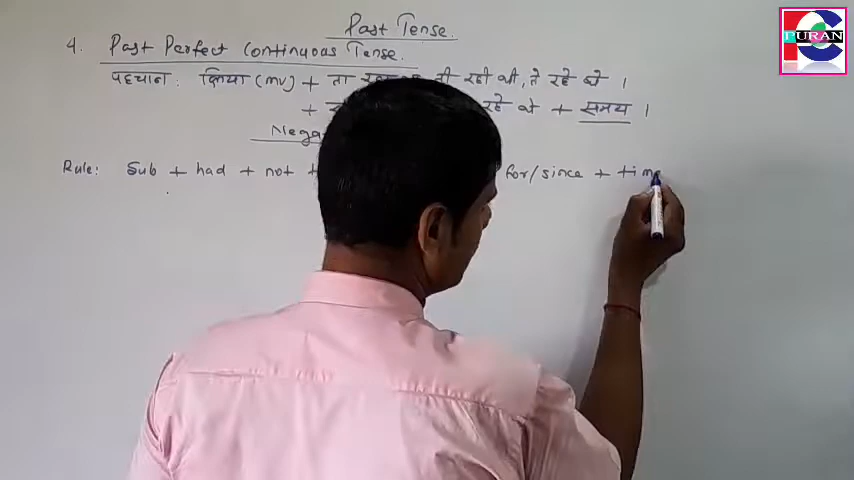 Past Tense.
4. Past Perfect Continuous Tense.
पहचान : क्रिया (mv) + ता रहा ती रही थी, ते रहे थे ।
+ रहे थे + समय ।
Nega
Rule: Sub + had + not + for/since + time
C
PURAN